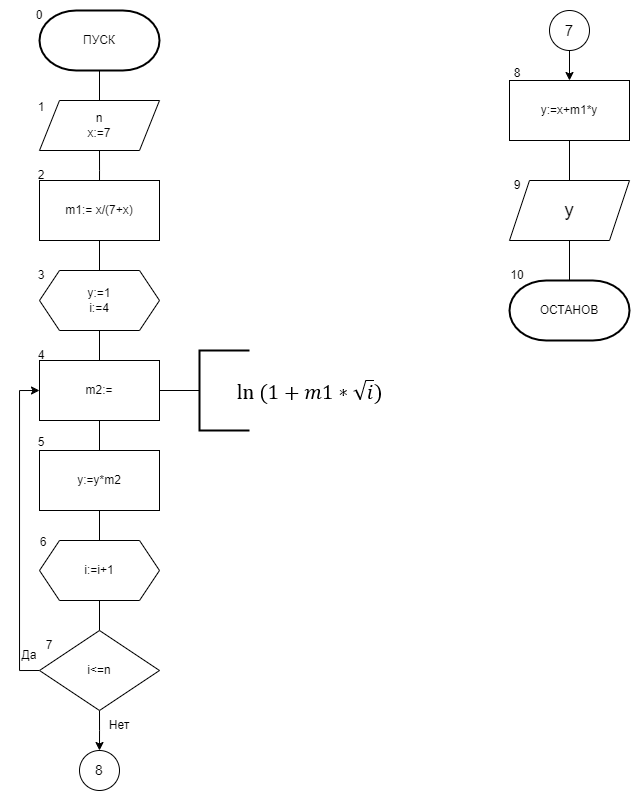 0
ПУСК
1
n
x:=7
2
m1:= x/(7+x)
3
y:=1
i:=4
4
m2:=
ln (1 + m1 ∗ √i)
5
y:=y*m2
6
i:=i+1
7
Да
i<=n
Нет
8
7
8
y:=x+m1*y
9
y
10
ОСТАНОВ